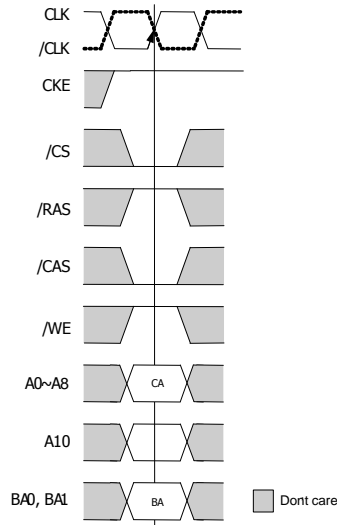 CLK
/CLK
CKE
/CS
/RAS
/CAS
/WE
A0~A8
CA
A10
BA0, BA1
BA
Dont care